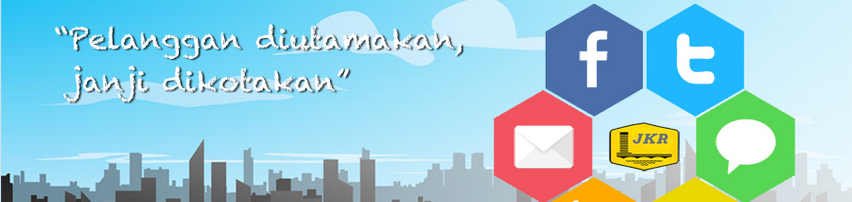 “Pelanggan diutamakan,
janji dikotakan”
JKR